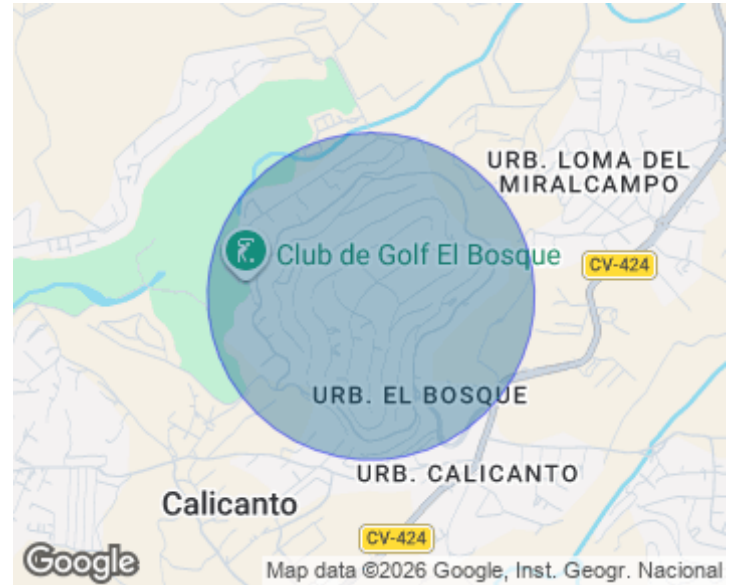 URB. LOMA DEL
MIRALCAMPO
Club de Golf El Bosque
CV-424
URB. EL BOSQUE
URB. CALICANTO
Calicanto
CV-424
Google
Map data ©2026 Google, Inst. Geogr. Nacional